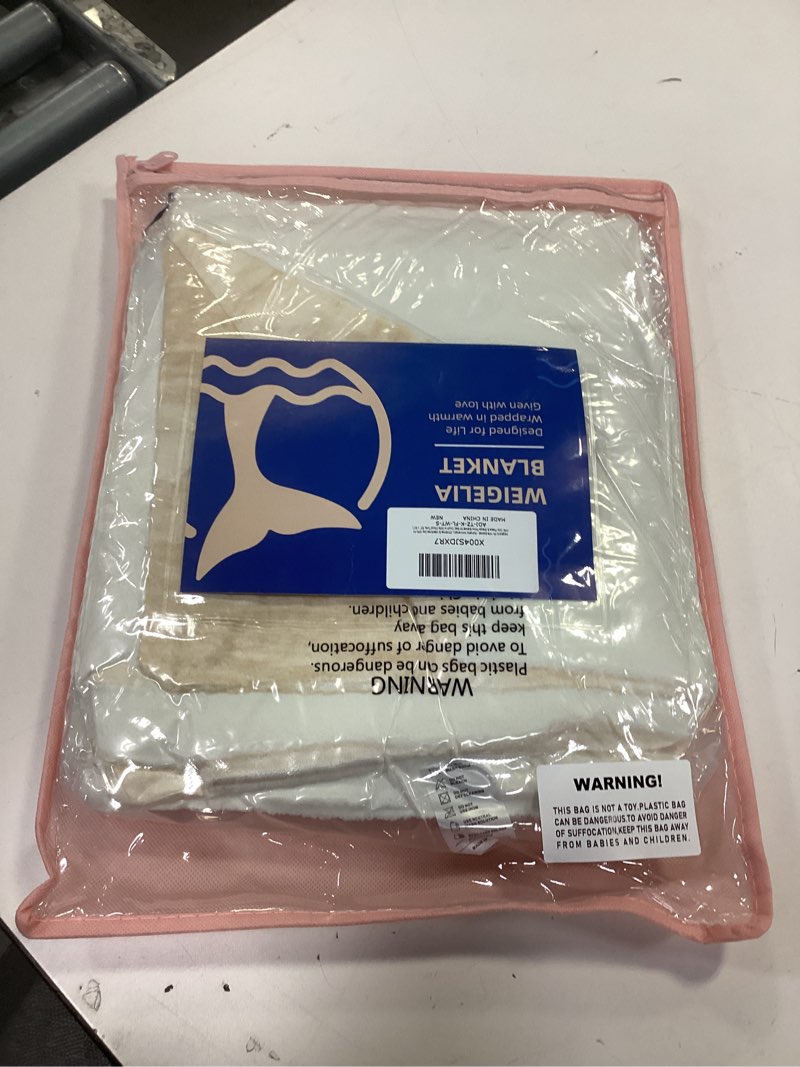 WEIGELIA
BLANKET
Designed for Life
Wrapped in warmth
Given with love
X004SJDXR7
NEW
MADE IN CHINA
WARNING
Plastic bags can be dangerous.
To avoid danger of suffocation,
keep this bag away
from babies and children.
WARNING!
THIS BAG IS NOT A TOY.PLASTIC BAG
CAN BE DANGEROUS.TO AVOID DANGER
OF SUFFOCATION,KEEP THIS BAG AWAY
FROM BABIES AND CHILDREN.